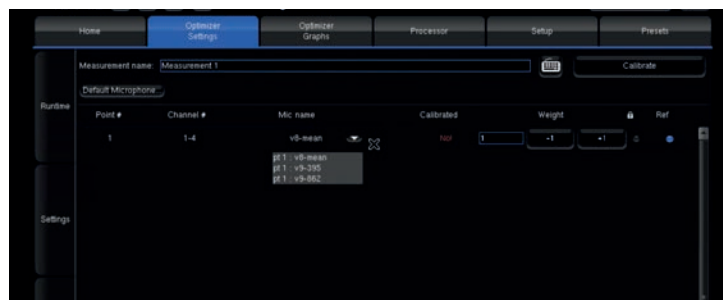 Home
Optimizer
Settings
Optimizer
Graphs
Processor
Setup
Presets
Measurement name: Measurement 1
Calibrate
Default Microphone
Runtime
Point # Channel # Mic name Calibrated Weight Ref
1 1-4 v8-mean No! 1 -1 +1
pt 1 : v8-mean
pt 1 : v9-395
pt 1 : v9-862
Settings